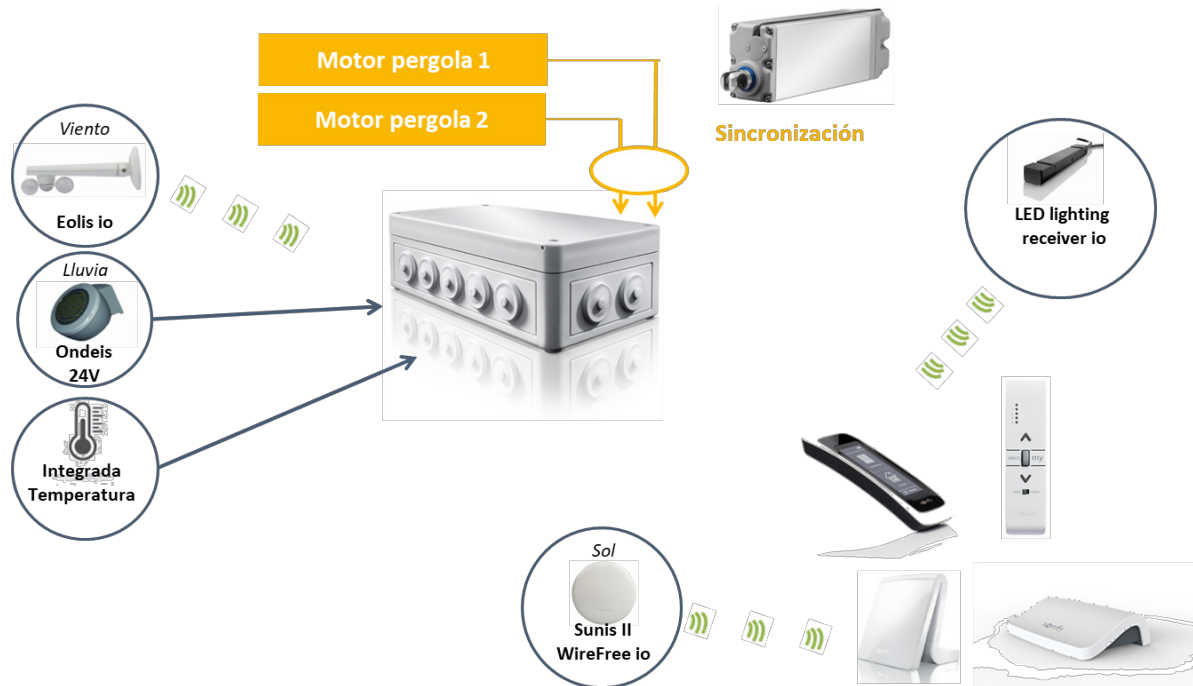 Motor pergola 1
Motor pergola 2
Sincronización
Viento
Eolis io
Lluvia
Ondeis
24V
Integrada
Temperatura
LED lighting
receiver io
my
Sol
Sunis II
WireFree io
somfy